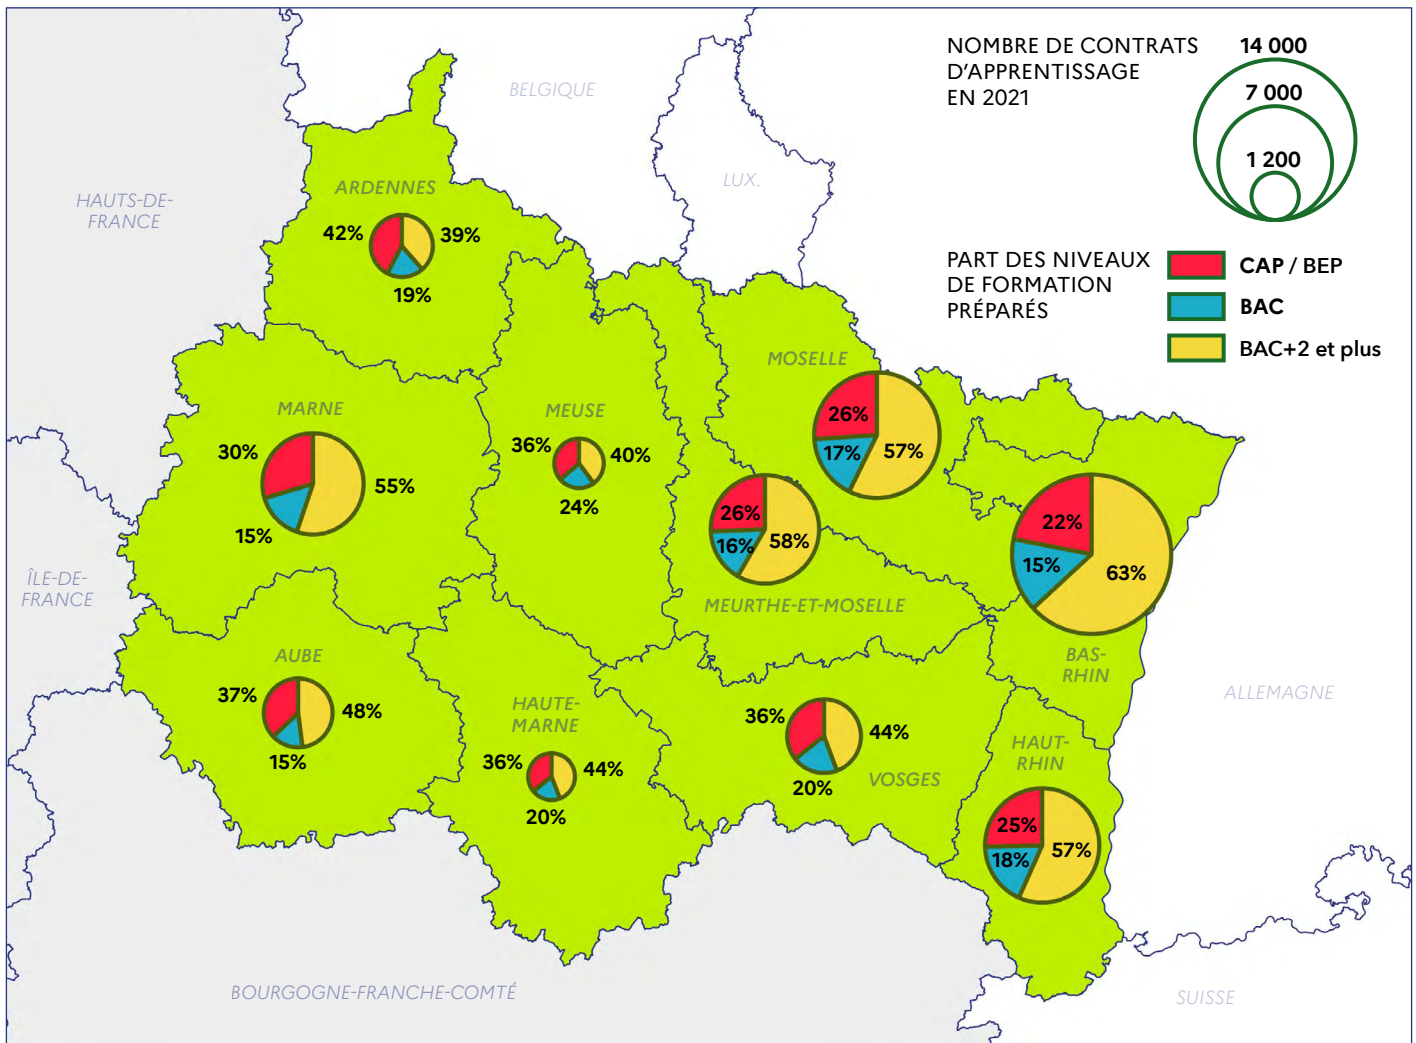 NOMBRE DE CONTRATS
D'APPRENTISSAGE
EN 2021
14 000
7 000
1 200
PART DES NIVEAUX
DE FORMATION
PRÉPARÉS
CAP / BEP
BAC
BAC+2 et plus
BELGIQUE
LUX.
HAUTS-DE-
FRANCE
ARDENNES
42%
39%
19%
MARNE
30%
55%
15%
MEUSE
36%
40%
24%
MOSELLE
26%
17%
57%
26%
16%
58%
MEURTHE-ET-MOSELLE
22%
15%
63%
BAS-
RHIN
ÎLE-DE-
FRANCE
AUBE
37%
48%
15%
HAUTE-
MARNE
36%
44%
20%
36%
44%
20%
VOSGES
HAUT-
RHIN
25%
18%
57%
ALLEMAGNE
BOURGOGNE-FRANCHE-COMTÉ
SUISSE